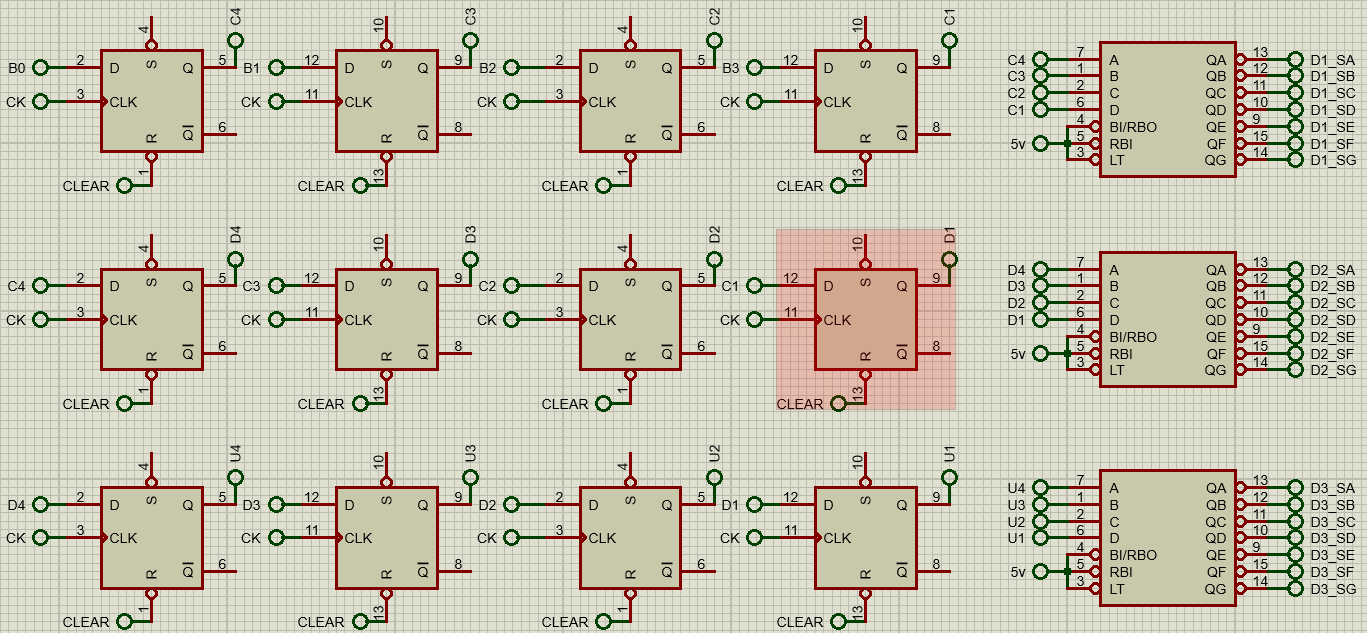 C4 C3 C2 C1
4 10 4 10
B0 2 D S Q 5 B1 12 D S Q 9 B2 2 D S Q 5 B3 12 D S Q 9
CK 3 CLK CK 11 CLK CK 3 CLK CK 11 CLK
R Q 6 R Q 8 R Q 6 R Q 8
1 13 1 13
CLEAR CLEAR CLEAR CLEAR
C4 7 A QA 13 D1_SA
C3 1 B QB 12 D1_SB
C2 2 C QC 11 D1_SC
C1 6 D QD 10 D1_SD
4 BI/RBO QE 9 D1_SE
5v 5 RBI QF 15 D1_SF
3 LT QG 14 D1_SG
D4 D3 D2 D1
4 10 4 10
C4 2 D S Q 5 C3 12 D S Q 9 C2 2 D S Q 5 C1 12 D S Q 9
CK 3 CLK CK 11 CLK CK 3 CLK CK 11 CLK
R Q 6 R Q 8 R Q 6 R Q 8
1 13 1 13
CLEAR CLEAR CLEAR CLEAR
D4 7 A QA 13 D2_SA
D3 1 B QB 12 D2_SB
D2 2 C QC 11 D2_SC
D1 6 D QD 10 D2_SD
4 BI/RBO QE 9 D2_SE
5v 5 RBI QF 15 D2_SF
3 LT QG 14 D2_SG
U4 U3 U2 U1
4 10 4 10
D4 2 D S Q 5 D3 12 D S Q 9 D2 2 D S Q 5 D1 12 D S Q 9
CK 3 CLK CK 11 CLK CK 3 CLK CK 11 CLK
R Q 6 R Q 8 R Q 6 R Q 8
1 13 1 13
CLEAR CLEAR CLEAR CLEAR
U4 7 A QA 13 D3_SA
U3 1 B QB 12 D3_SB
U2 2 C QC 11 D3_SC
U1 6 D QD 10 D3_SD
4 BI/RBO QE 9 D3_SE
5v 5 RBI QF 15 D3_SF
3 LT QG 14 D3_SG